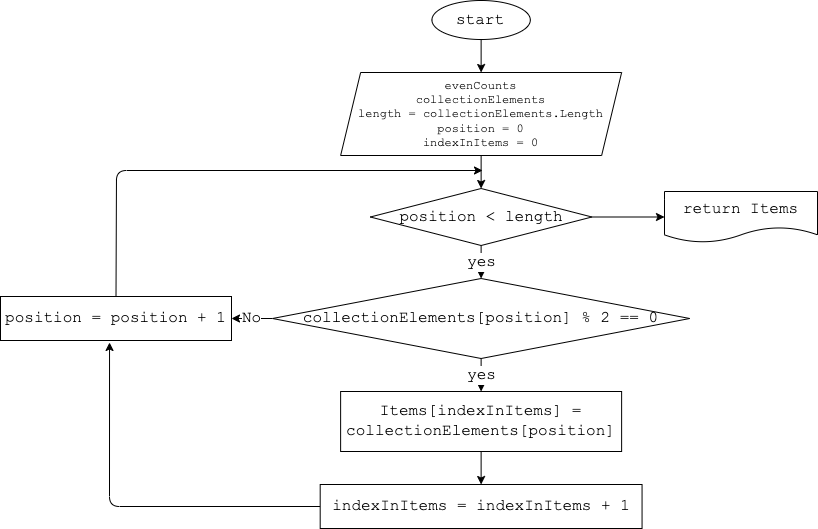 start
evenCounts
collectionElements
length = collectionElements.Length
position = 0
indexInItems = 0
position < length
return Items
yes
position = position + 1
No
collectionElements[position] % 2 == 0
yes
Items[indexInItems] =
collectionElements[position]
indexInItems = indexInItems + 1